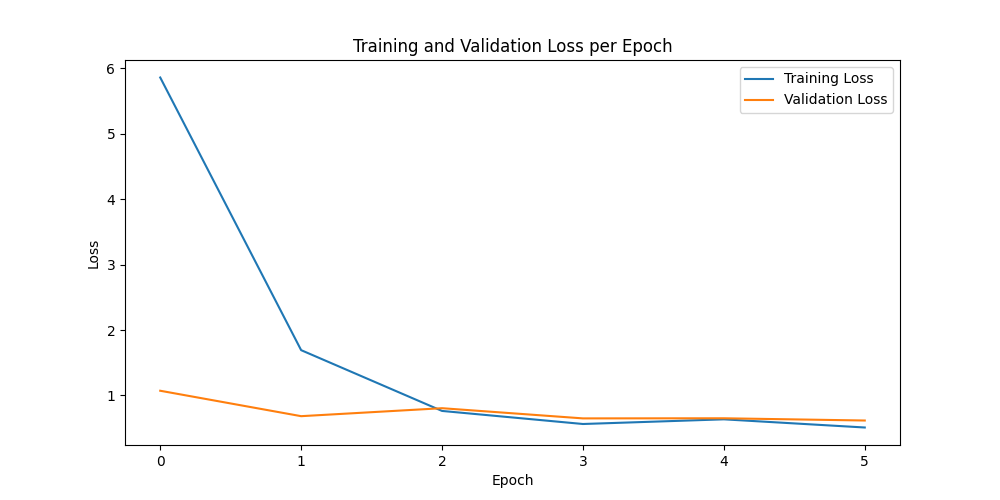 Training and Validation Loss per Epoch
Training Loss
Validation Loss
6
5
4
3
2
1
Loss
0 1 2 3 4 5
Epoch